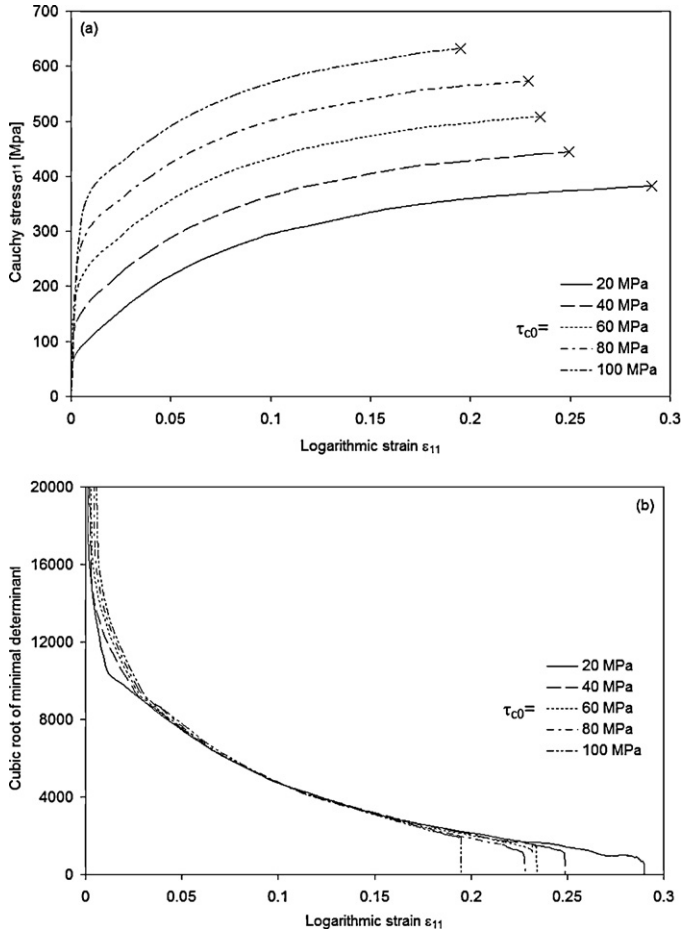 (a)
700
600
500
400
300
200
100
0
Cauchy stress σ11 [Mpa]
20 MPa
40 MPa
τc0= 60 MPa
80 MPa
100 MPa
0 0.05 0.1 0.15 0.2 0.25 0.3
Logarithmic strain ε11
(b)
20000
16000
12000
8000
4000
0
Cubic root of minimal determinant
20 MPa
40 MPa
τc0= 60 MPa
80 MPa
100 MPa
0 0.05 0.1 0.15 0.2 0.25 0.3
Logarithmic strain ε11